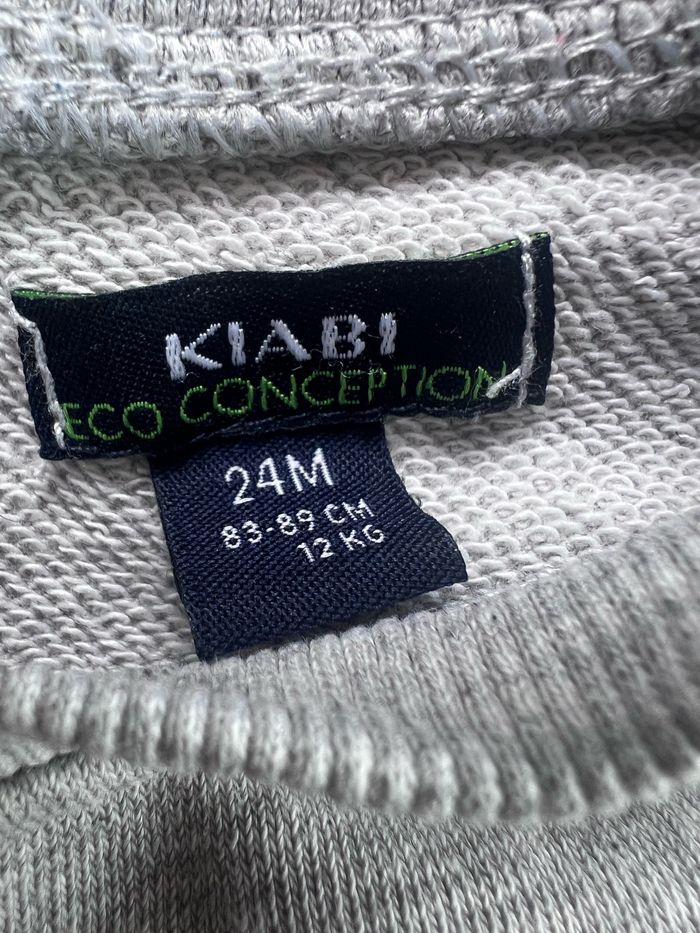 KIABI
ECO CONCEPTION
24M
83-89 CM
12 KG